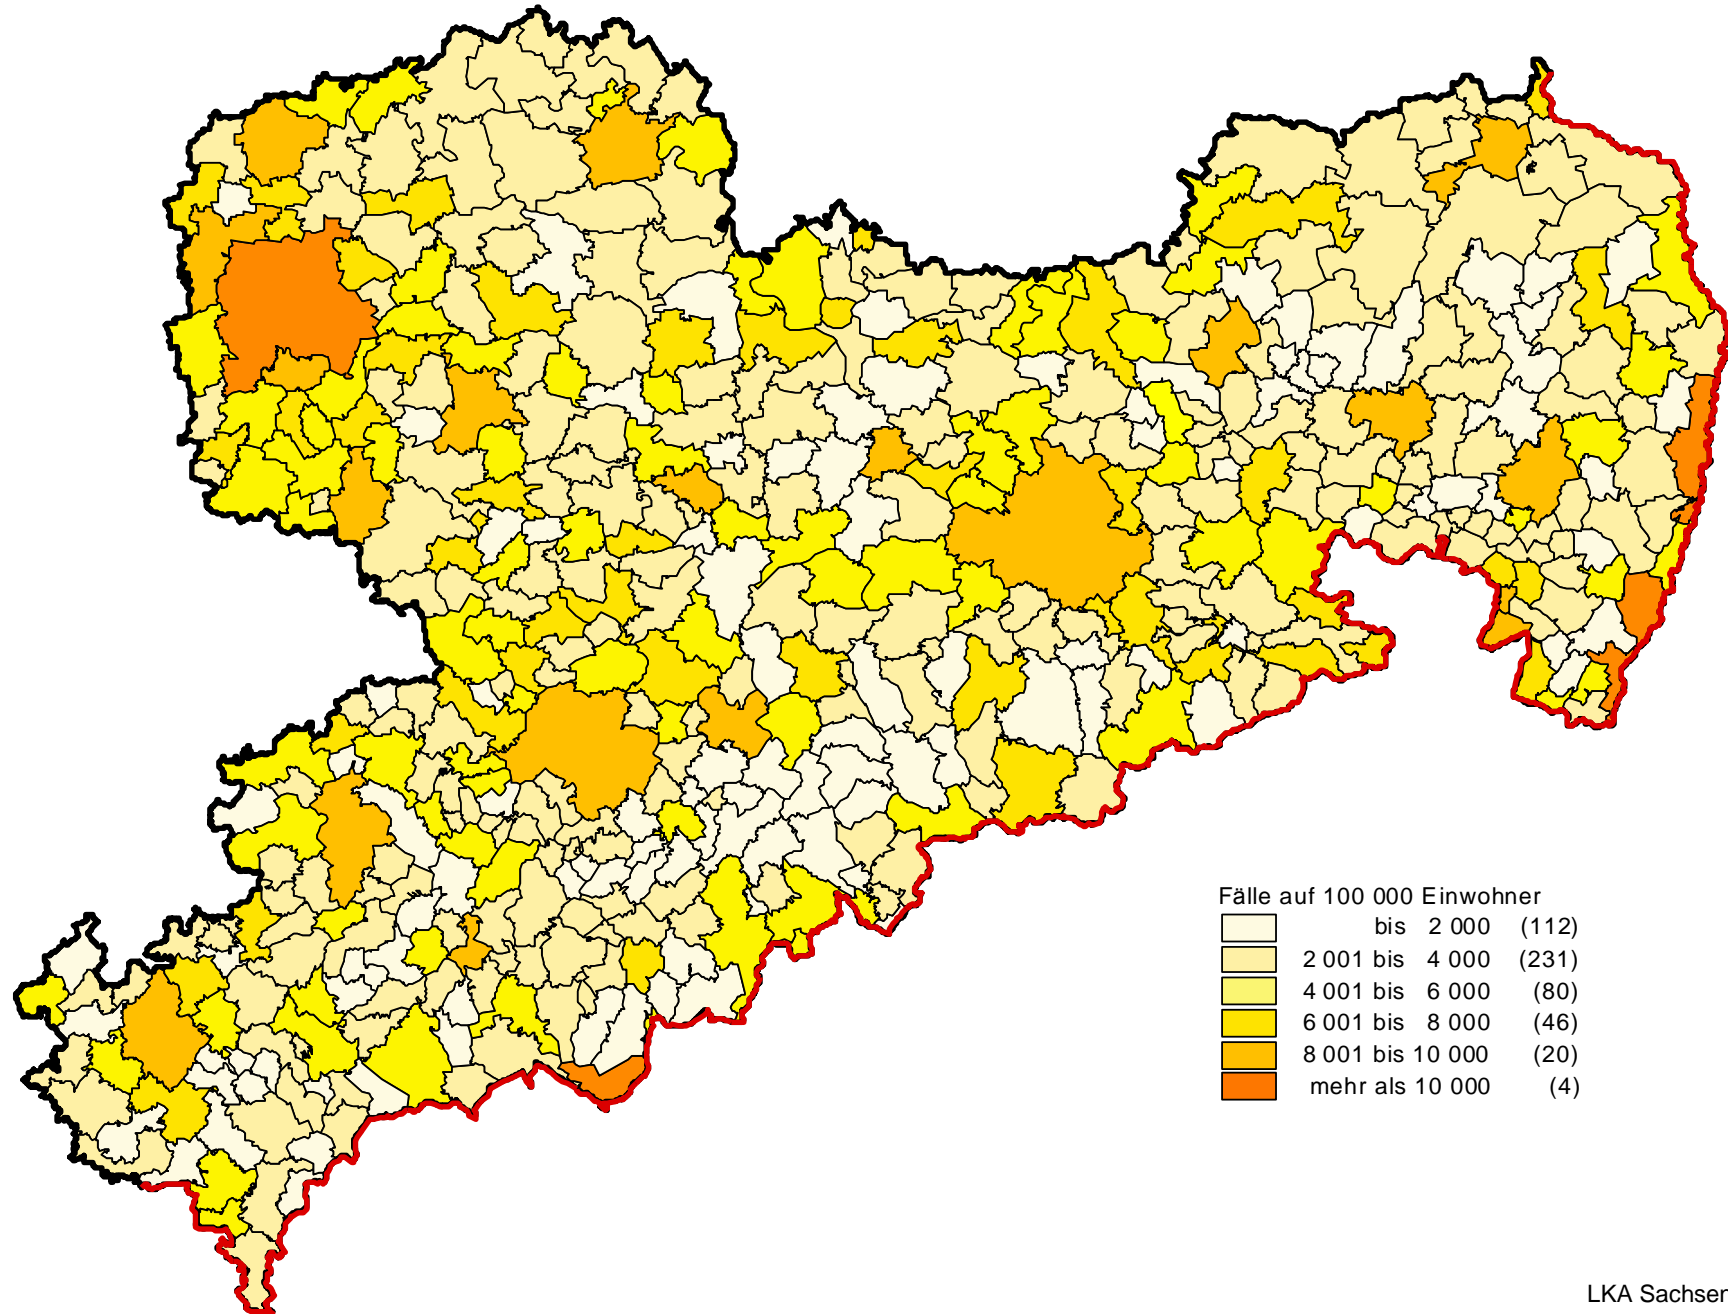 Fälle auf 100 000 Einwohner
bis 2 000 (112)
2 001 bis 4 000 (231)
4 001 bis 6 000 (80)
6 001 bis 8 000 (46)
8 001 bis 10 000 (20)
mehr als 10 000 (4)
LKA Sachsen